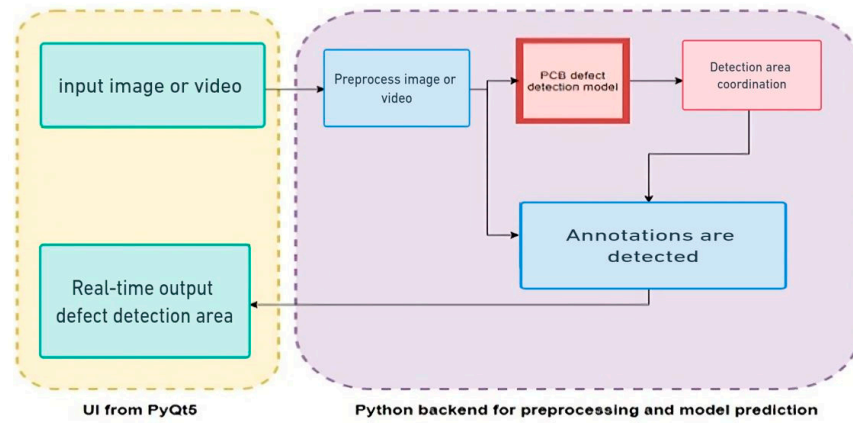 input image or video
Preprocess image or
video
PCB defect
detection model
Detection area
coordination
Annotations are
detected
Real-time output
defect detection area
UI from PyQt5
Python backend for preprocessing and model prediction